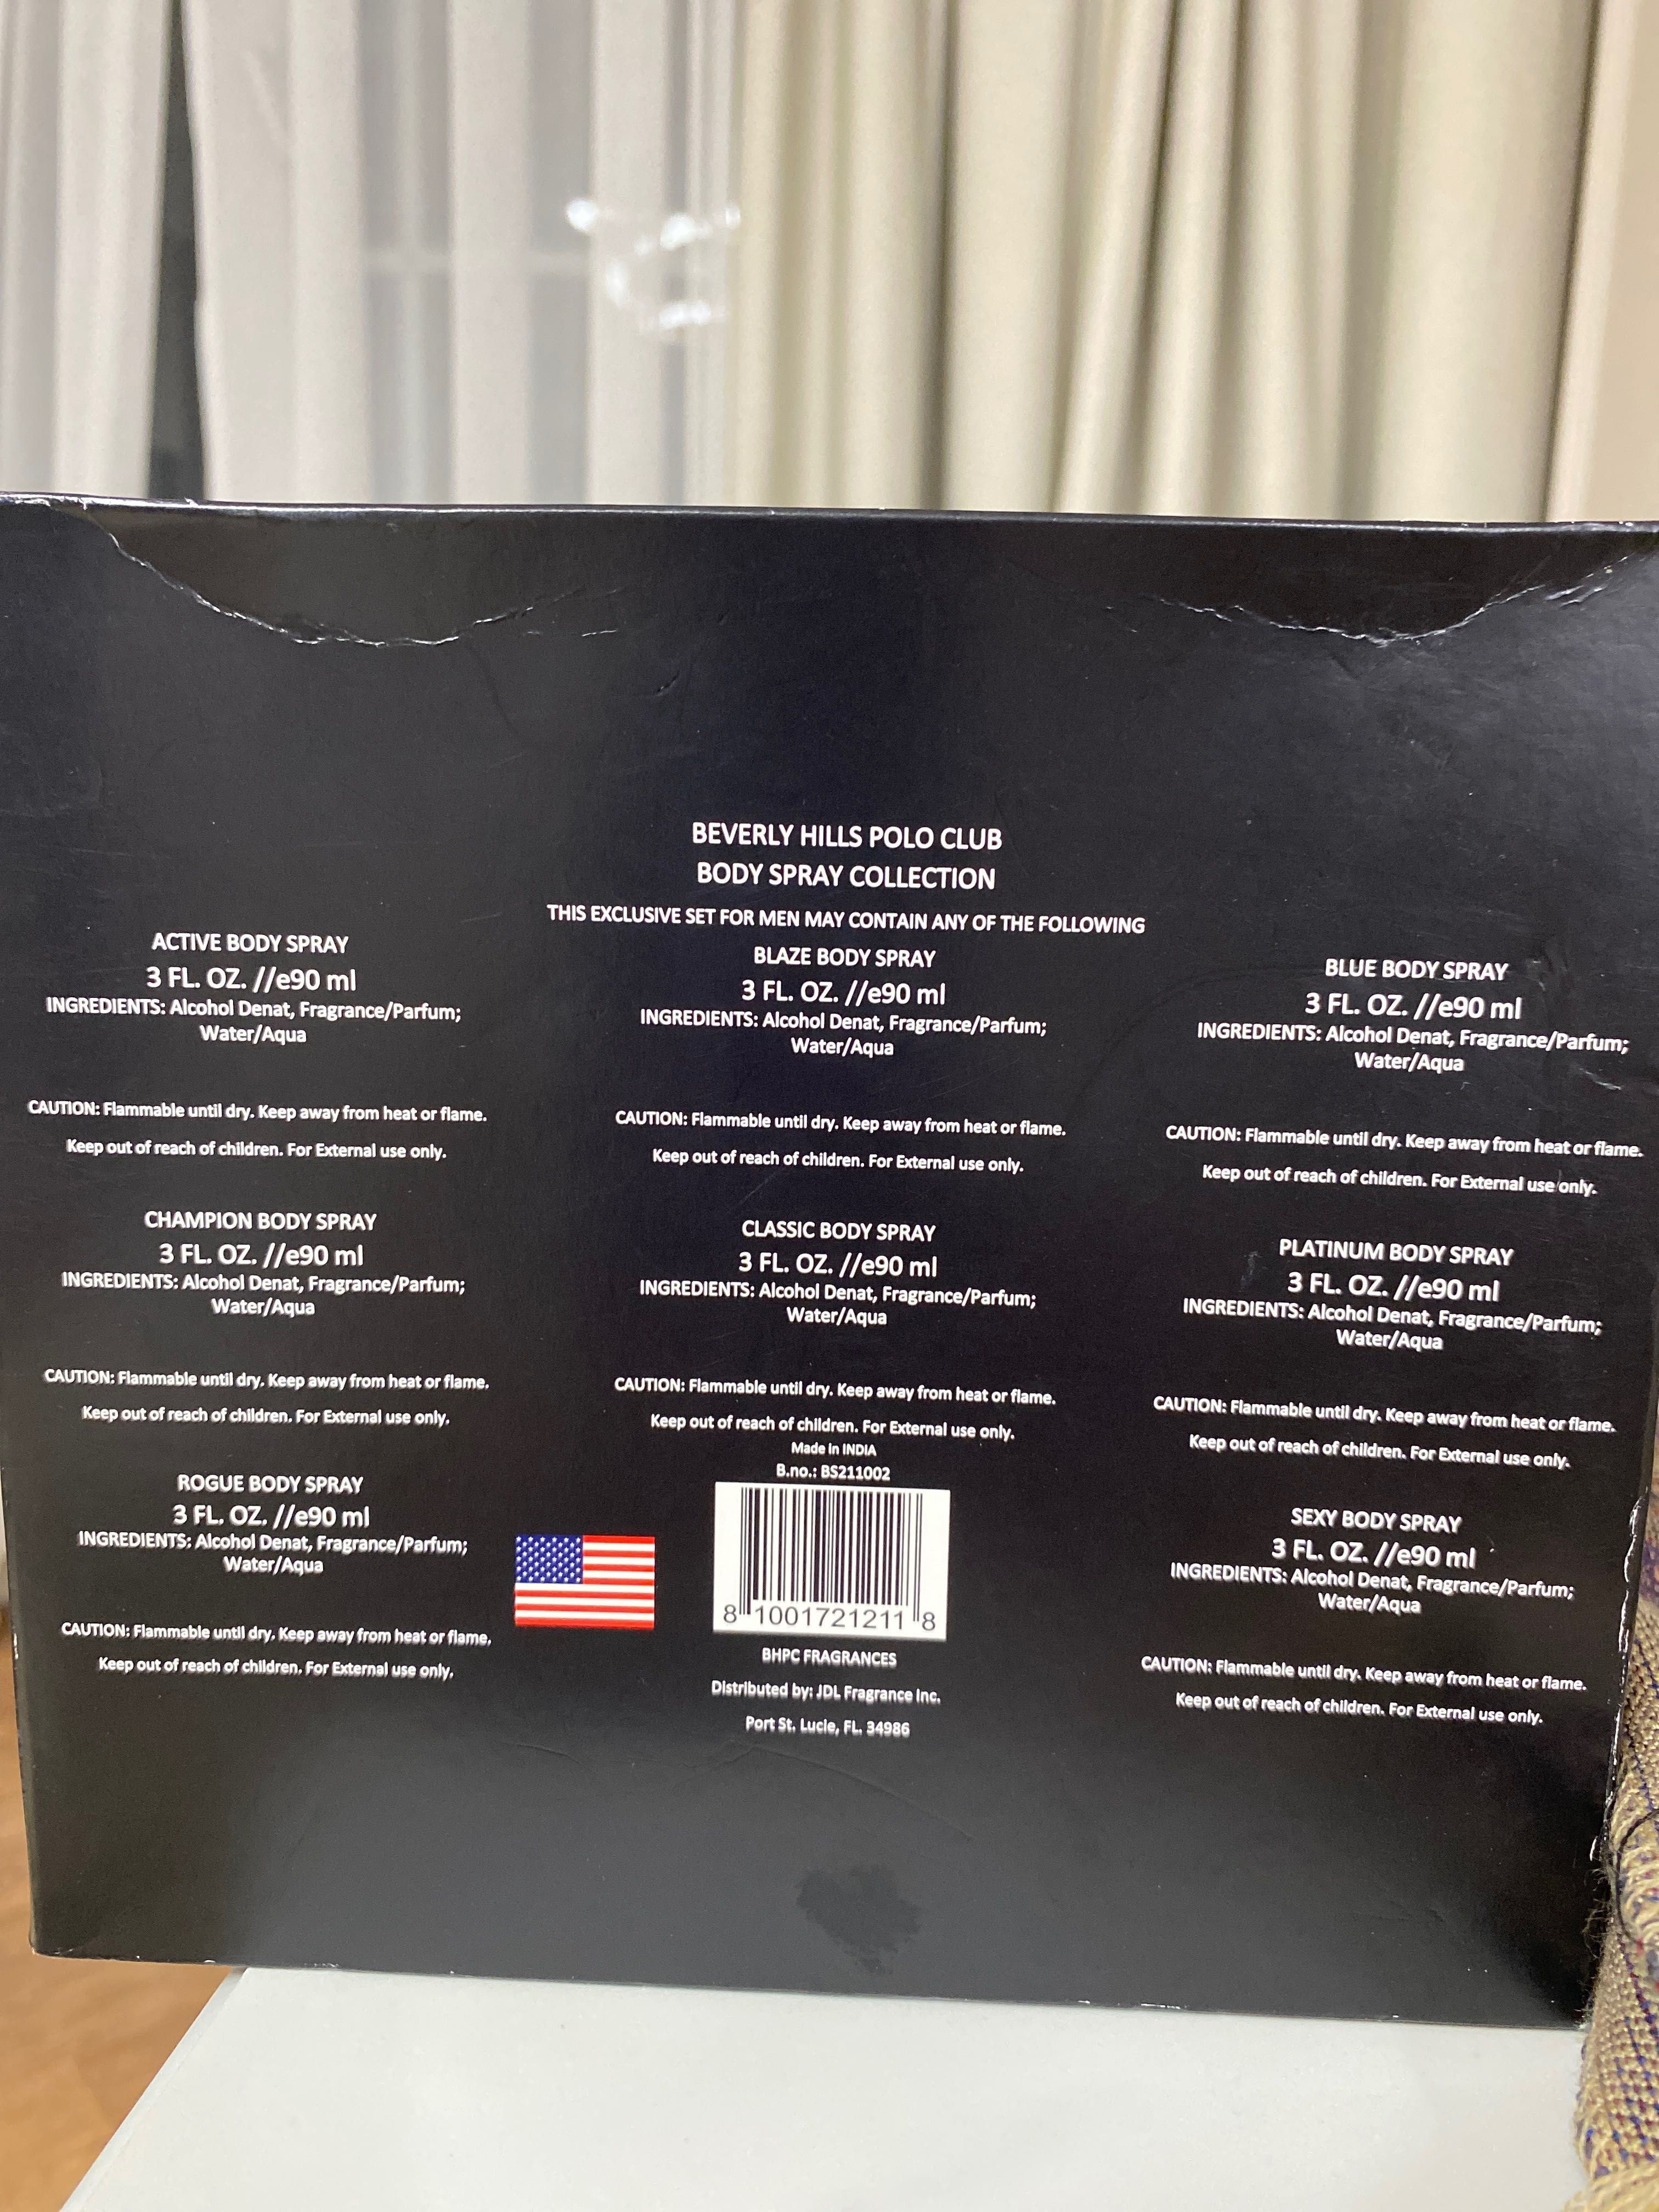 BEVERLY HILLS POLO CLUB
BODY SPRAY COLLECTION
THIS EXCLUSIVE SET FOR MEN MAY CONTAIN ANY OF THE FOLLOWING
ACTIVE BODY SPRAY
3 FL. OZ. //e90 ml
INGREDIENTS: Alcohol Denat, Fragrance/Parfum;
Water/Aqua
CAUTION: Flammable until dry. Keep away from heat or flame.
Keep out of reach of children. For External use only.
BLAZE BODY SPRAY
3 FL. OZ. //e90 ml
INGREDIENTS: Alcohol Denat, Fragrance/Parfum;
Water/Aqua
CAUTION: Flammable until dry. Keep away from heat or flame.
Keep out of reach of children. For External use only.
BLUE BODY SPRAY
3 FL. OZ. //e90 ml
INGREDIENTS: Alcohol Denat, Fragrance/Parfum;
Water/Aqua
CAUTION: Flammable until dry. Keep away from heat or flame.
Keep out of reach of children. For External use only.
CHAMPION BODY SPRAY
3 FL. OZ. //e90 ml
INGREDIENTS: Alcohol Denat, Fragrance/Parfum;
Water/Aqua
CAUTION: Flammable until dry. Keep away from heat or flame.
Keep out of reach of children. For External use only.
CLASSIC BODY SPRAY
3 FL. OZ. //e90 ml
INGREDIENTS: Alcohol Denat, Fragrance/Parfum;
Water/Aqua
CAUTION: Flammable until dry. Keep away from heat or flame.
Keep out of reach of children. For External use only.
PLATINUM BODY SPRAY
3 FL. OZ. //e90 ml
INGREDIENTS: Alcohol Denat, Fragrance/Parfum;
Water/Aqua
CAUTION: Flammable until dry. Keep away from heat or flame.
Keep out of reach of children. For External use only.
ROGUE BODY SPRAY
3 FL. OZ. //e90 ml
INGREDIENTS: Alcohol Denat, Fragrance/Parfum;
Water/Aqua
CAUTION: Flammable until dry. Keep away from heat or flame.
Keep out of reach of children. For External use only.
Made in INDIA
B.no.: BS211002
8 1001721211 8
BHPC FRAGRANCES
Distributed by: JDL Fragrance Inc.
Port St. Lucie, FL. 34986
SEXY BODY SPRAY
3 FL. OZ. //e90 ml
INGREDIENTS: Alcohol Denat, Fragrance/Parfum;
Water/Aqua
CAUTION: Flammable until dry. Keep away from heat or flame.
Keep out of reach of children. For External use only.